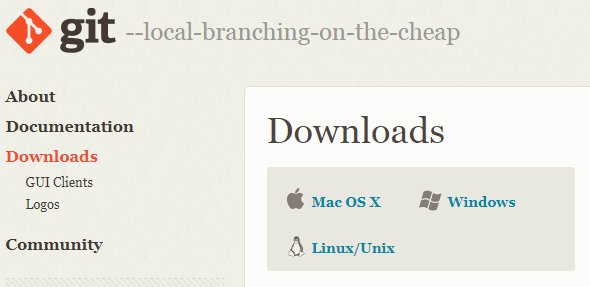 git --local-branching-on-the-cheap
About
Documentation
Downloads
GUI Clients
Logos
Community
Downloads
Mac OS X
Windows
Linux/Unix